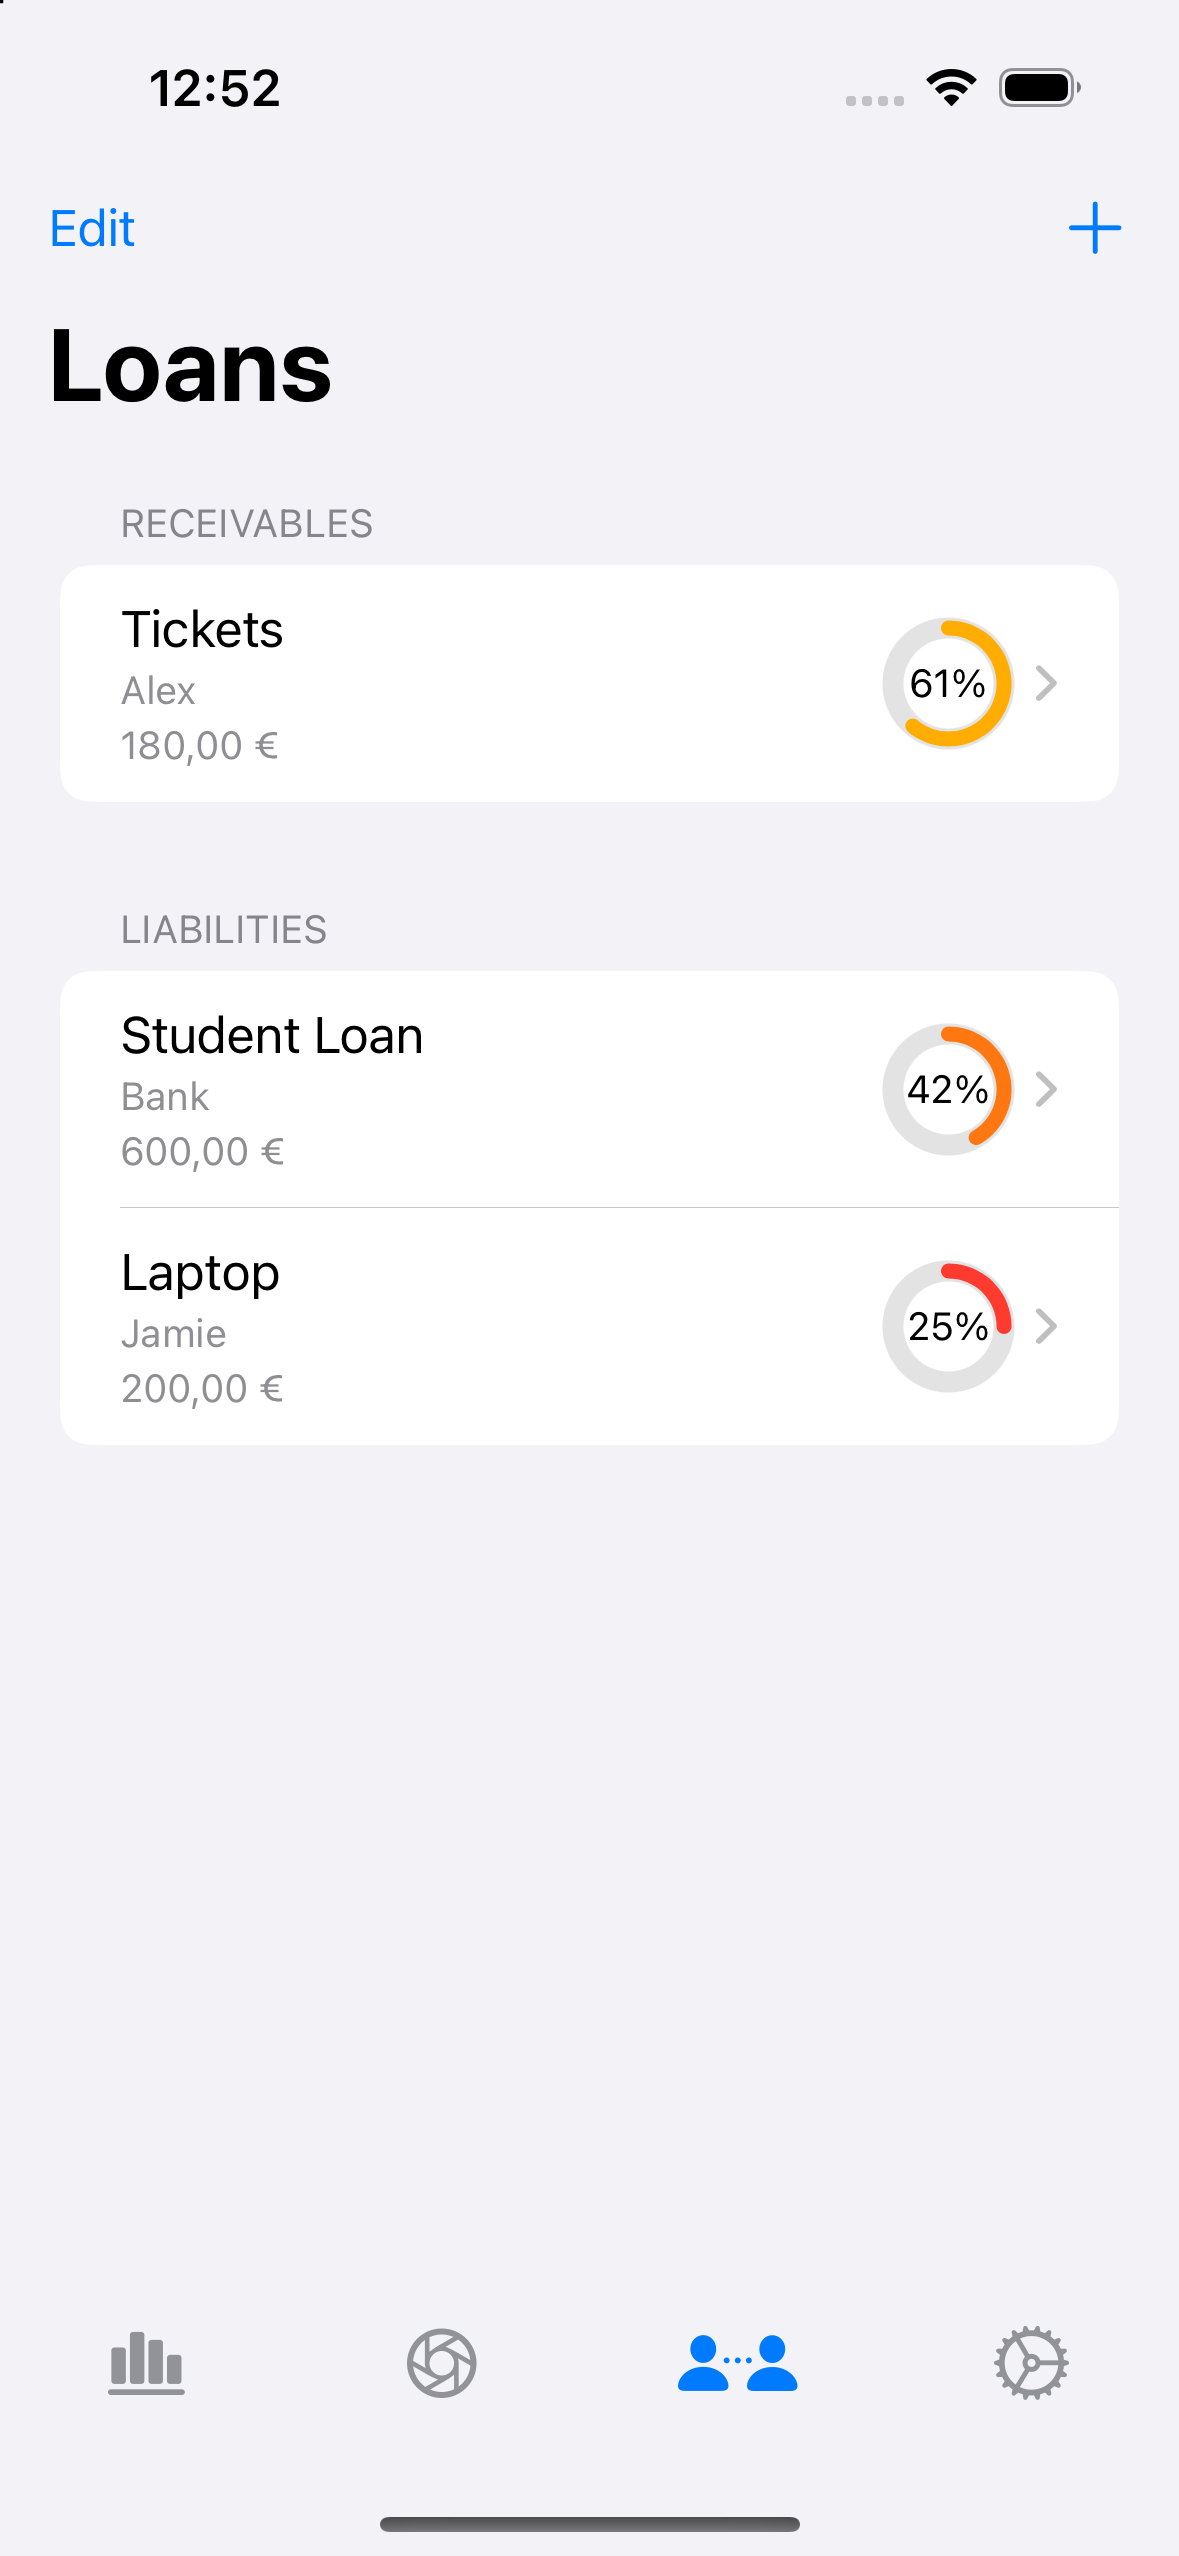 12:52
Edit
Loans
RECEIVABLES
Tickets
Alex
180,00 €
61%
LIABILITIES
Student Loan
Bank
600,00 €
42%
Laptop
Jamie
200,00 €
25%